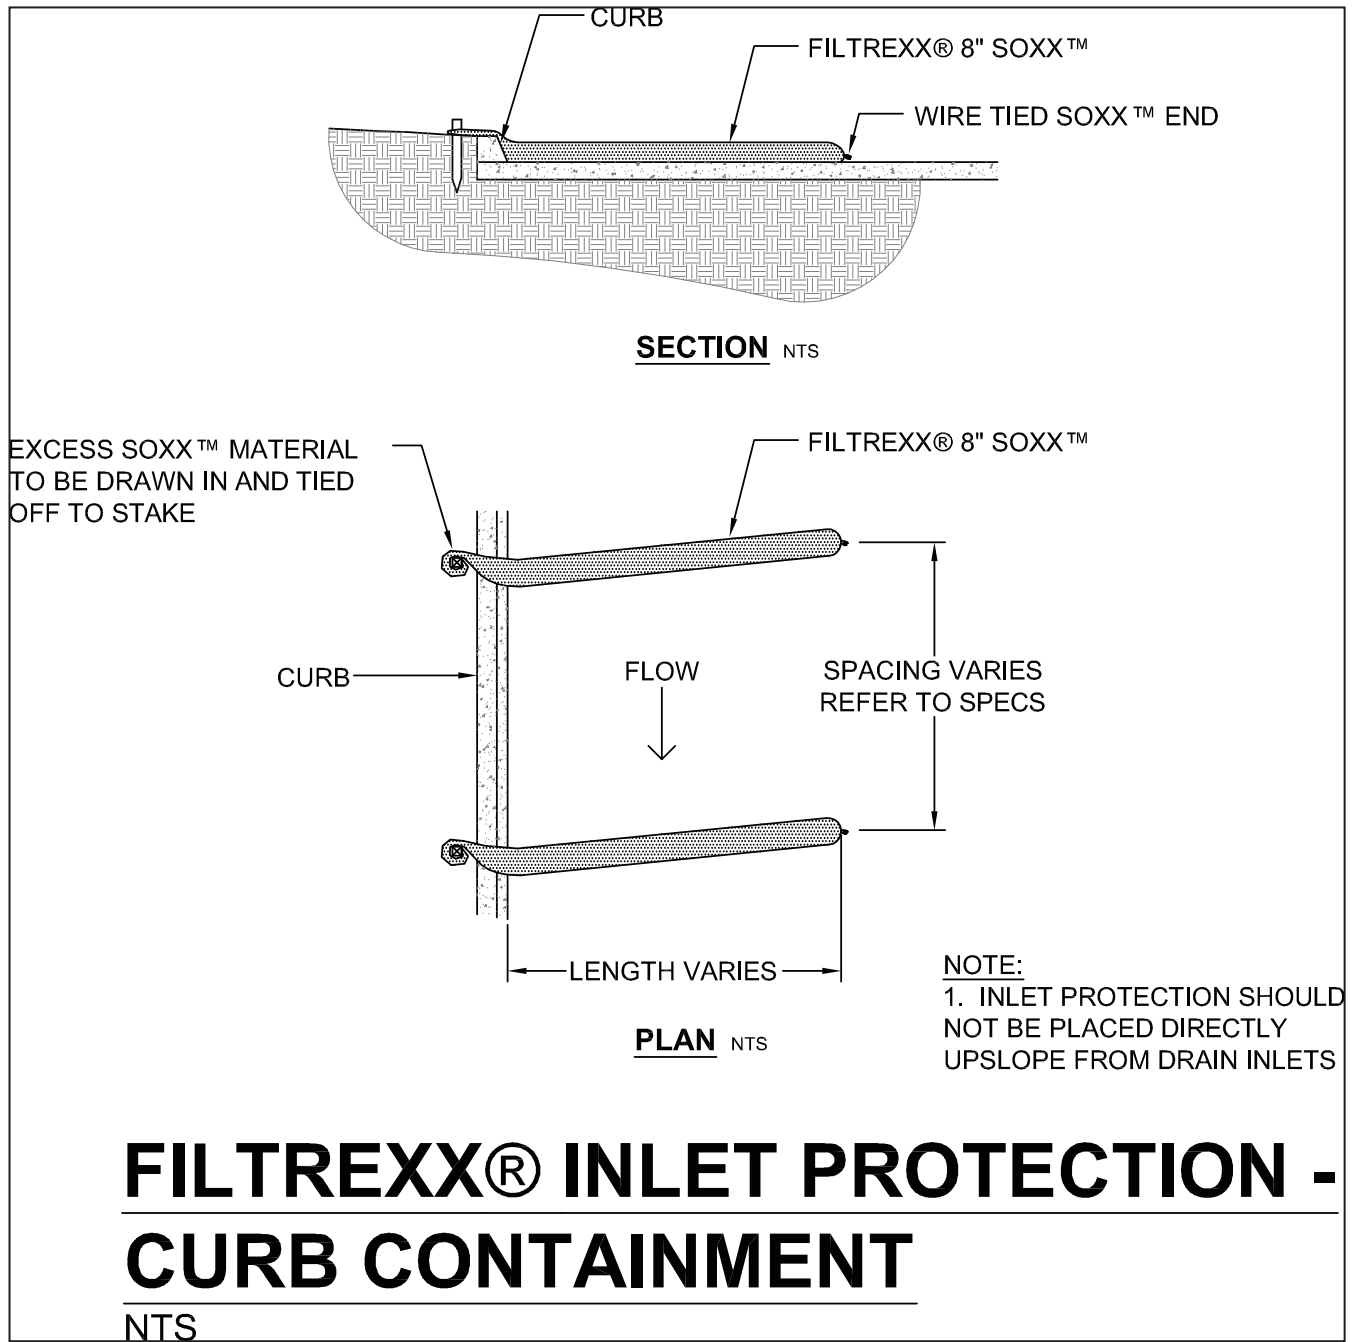 CURB
FILTREXX® 8" SOXX™
WIRE TIED SOXX™ END
SECTION NTS
EXCESS SOXX™ MATERIAL
TO BE DRAWN IN AND TIED
OFF TO STAKE
FILTREXX® 8" SOXX™
CURB
FLOW
SPACING VARIES
REFER TO SPECS
LENGTH VARIES
PLAN NTS
NOTE:
1. INLET PROTECTION SHOULD
NOT BE PLACED DIRECTLY
UPSLOPE FROM DRAIN INLETS
FILTREXX® INLET PROTECTION -
CURB CONTAINMENT
NTS